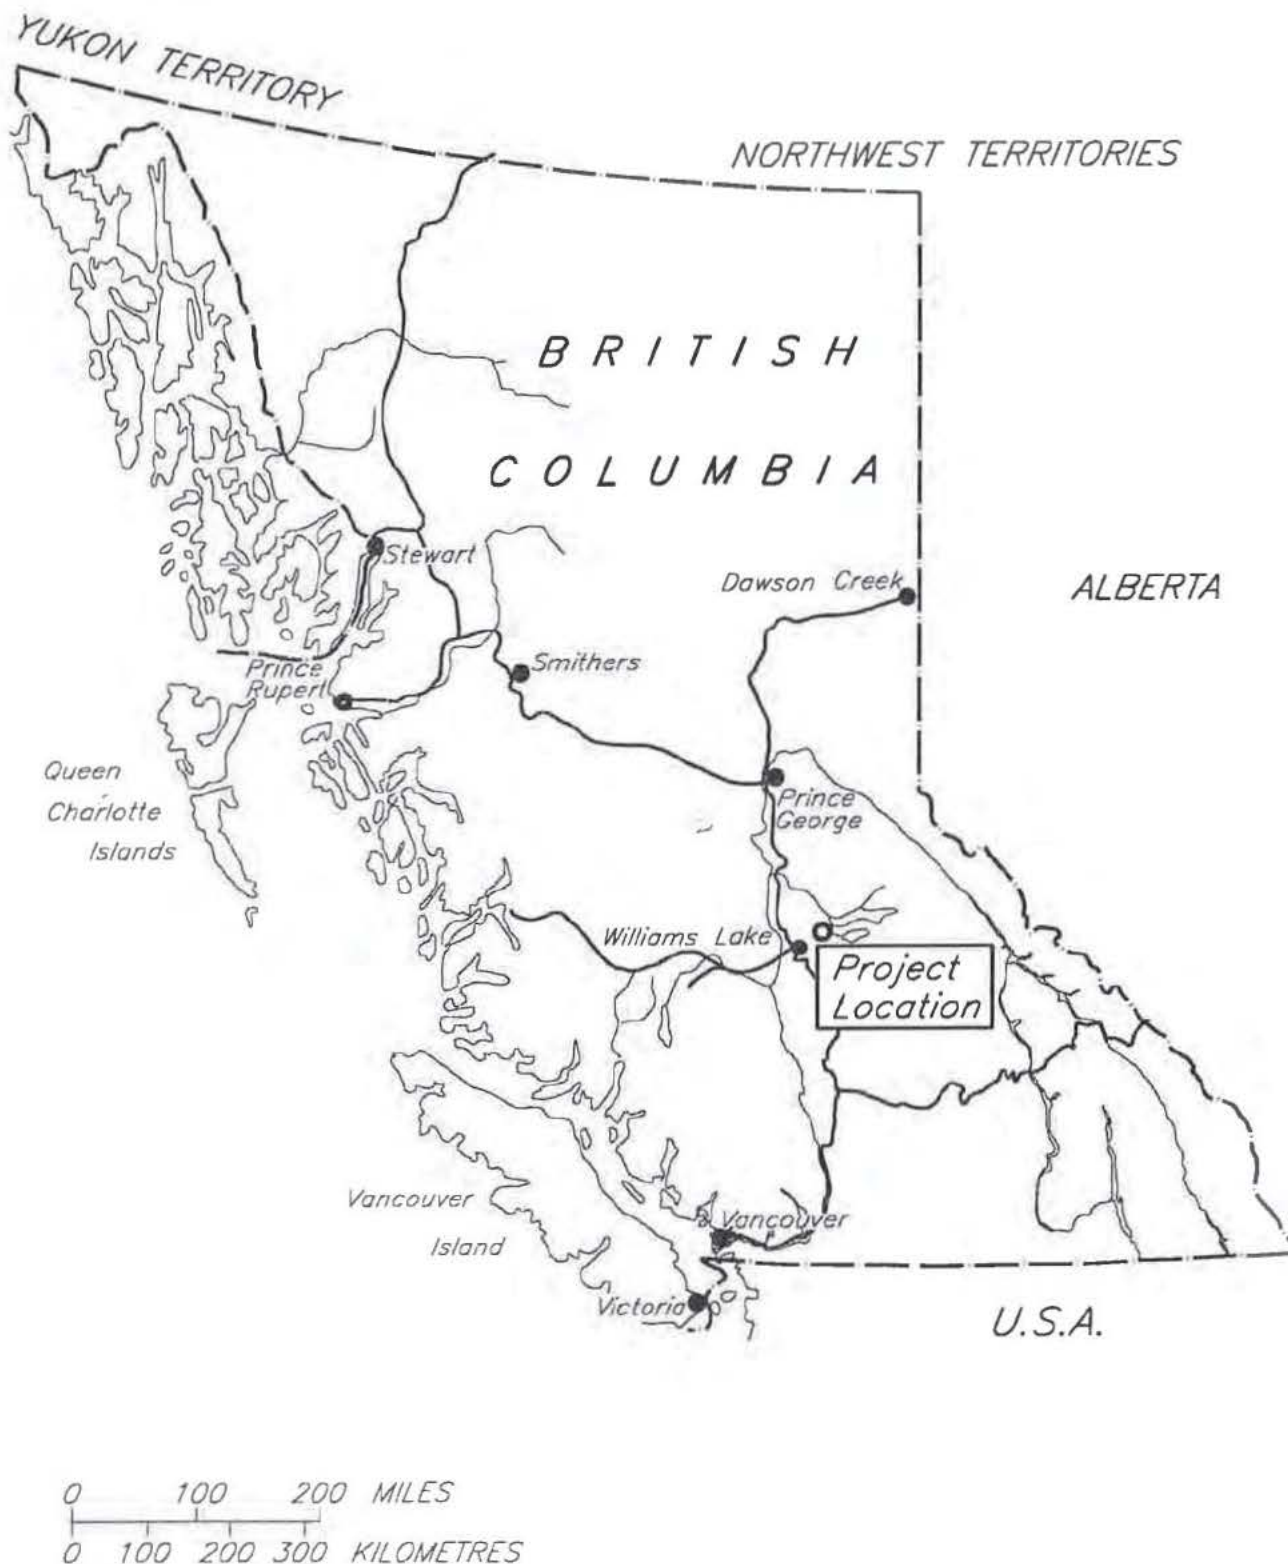 YUKON TERRITORY
NORTHWEST TERRITORIES
BRITISH
COLUMBIA
Stewart
Dawson Creek
ALBERTA
Prince
Rupert
Smithers
Queen
Charlotte
Islands
Prince
George
Williams Lake
Project
Location
Vancouver
Island
Vancouver
Victoria
U.S.A.
0 100 200 MILES
0 100 200 300 KILOMETRES